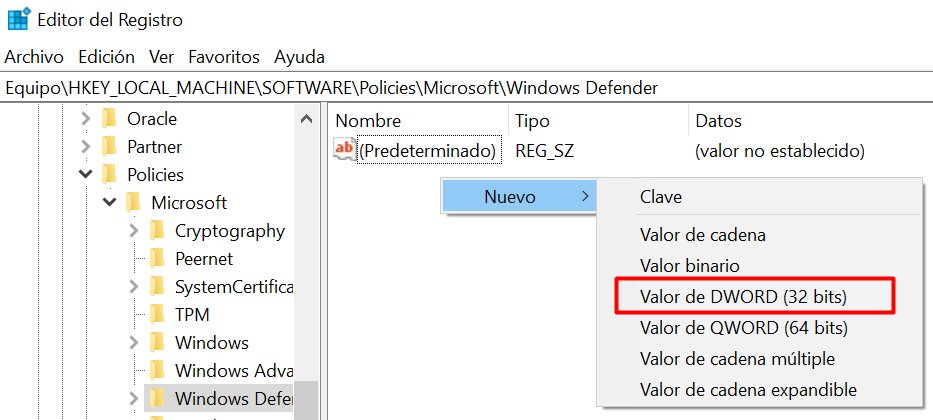 Editor del Registro
Archivo Edición Ver Favoritos Ayuda
Equipo\HKEY_LOCAL_MACHINE\SOFTWARE\Policies\Microsoft\Windows Defender
Oracle
Partner
Policies
Microsoft
Cryptography
Peernet
SystemCertifica
TPM
Windows
Windows Adva
Windows Defer
Nombre Tipo Datos
ab (Predeterminado) REG_SZ (valor no establecido)
Nuevo
Clave
Valor de cadena
Valor binario
Valor de DWORD (32 bits)
Valor de QWORD (64 bits)
Valor de cadena múltiple
Valor de cadena expandible